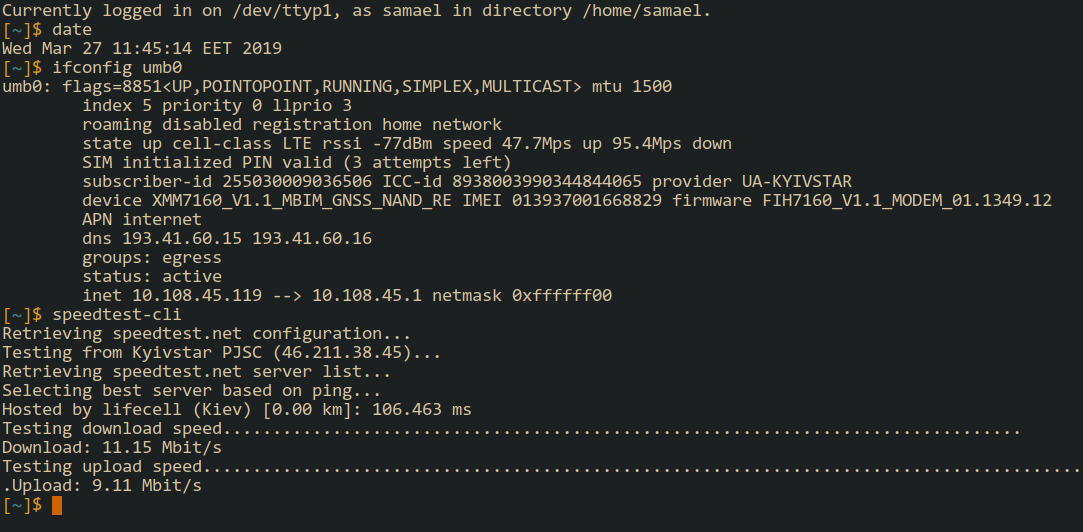 Currently logged in on /dev/ttyp1, as samael in directory /home/samael.
[~]$ date
Wed Mar 27 11:45:14 EET 2019
[~]$ ifconfig umb0
umb0: flags=8851<UP,POINTOPOINT,RUNNING,SIMPLEX,MULTICAST> mtu 1500
        index 5 priority 0 llprio 3
        roaming disabled registration home network
        state up cell-class LTE rssi -77dBm speed 47.7Mps up 95.4Mps down
        SIM initialized PIN valid (3 attempts left)
        subscriber-id 255030009036506 ICC-id 8938003990344844065 provider UA-KYIVSTAR
        device XMM7160_V1.1_MBIM_GNSS_NAND_RE IMEI 013937001668829 firmware FIH7160_V1.1_MODEM_01.1349.12
        APN internet
        dns 193.41.60.15 193.41.60.16
        groups: egress
        status: active
        inet 10.108.45.119 --> 10.108.45.1 netmask 0xffffff00
[~]$ speedtest-cli
Retrieving speedtest.net configuration...
Testing from Kyivstar PJSC (46.211.38.45)...
Retrieving speedtest.net server list...
Selecting best server based on ping...
Hosted by lifecell (Kiev) [0.00 km]: 106.463 ms
Testing download speed................................................................................
Download: 11.15 Mbit/s
Testing upload speed........................................................................................
.Upload: 9.11 Mbit/s
[~]$